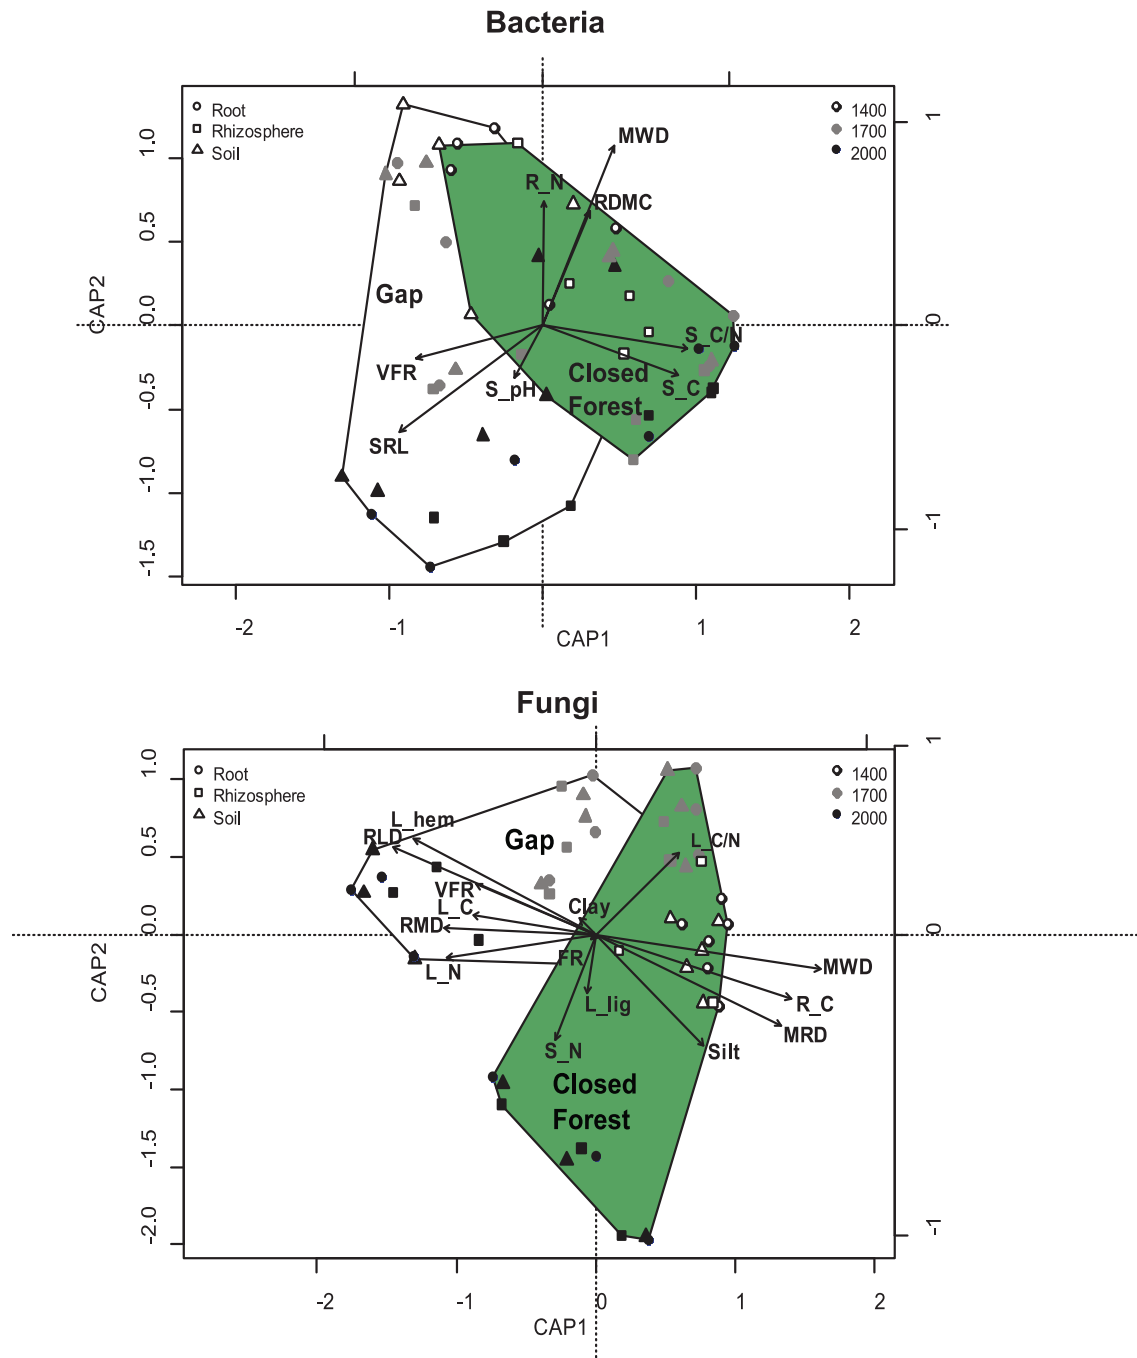 Bacteria
Root
Rhizosphere
Soil
1400
1700
2000
MWD
R_N
RDMC
Gap
S_C/N
VFR
S_pH
Closed
Forest
S_C
SRL
CAP2
1.0
0.5
0.0
-0.5
-1.0
-1.5
1
0
-1
-2
-1
1
2
CAP1
Fungi
Root
Rhizosphere
Soil
1400
1700
2000
L_hem
RLD
Gap
L_C/N
VFR
L_C
Clay
RMD
FR
L_N
MWD
L_lig
R_C
MRD
S_N
Silt
Closed
Forest
CAP2
1.0
0.5
0.0
-0.5
-1.0
-1.5
-2.0
1
0
-1
-2
-1
0
1
2
CAP1